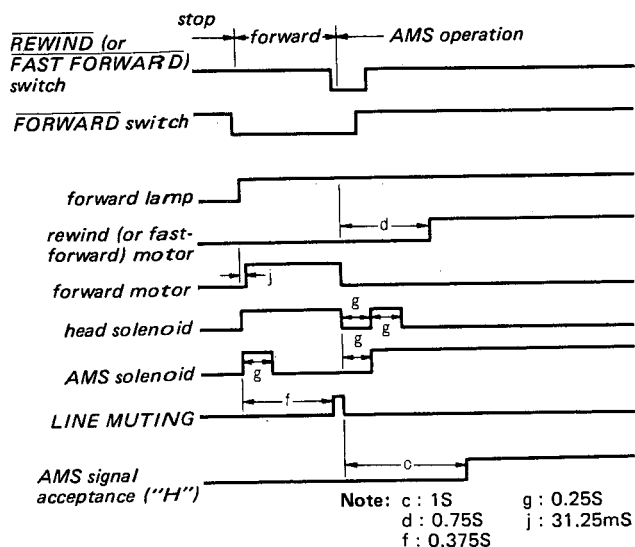 stop
REWIND (or forward AMS operation
FAST FORWARD)
switch
FORWARD switch
forward lamp
d
rewind (or fast-
forward) motor
j
forward motor
g g
head solenoid
g
AMS solenoid
g
f
LINE MUTING
c
AMS signal
acceptance ("H")
Note: c : 1S g : 0.25S
d : 0.75S j : 31.25mS
f : 0.375S